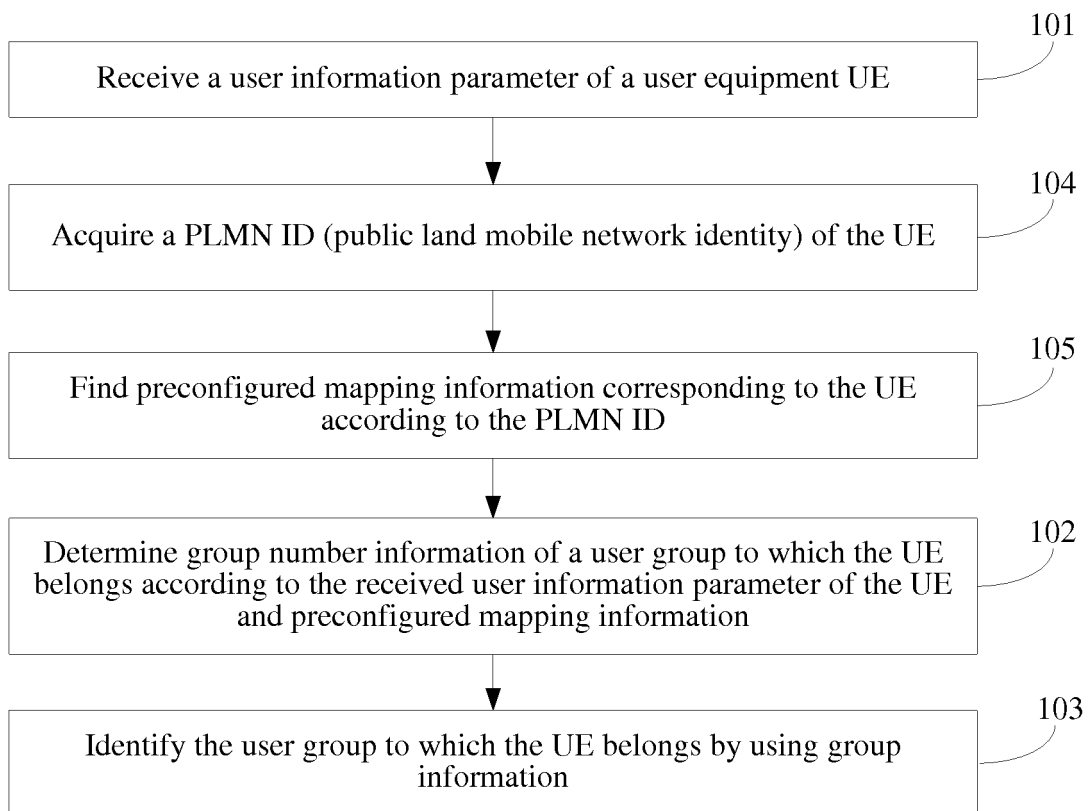 101
Receive a user information parameter of a user equipment UE
104
Acquire a PLMN ID (public land mobile network identity) of the UE
105
Find preconfigured mapping information corresponding to the UE
according to the PLMN ID
102
Determine group number information of a user group to which the UE
belongs according to the received user information parameter of the UE
and preconfigured mapping information
103
Identify the user group to which the UE belongs by using group
information